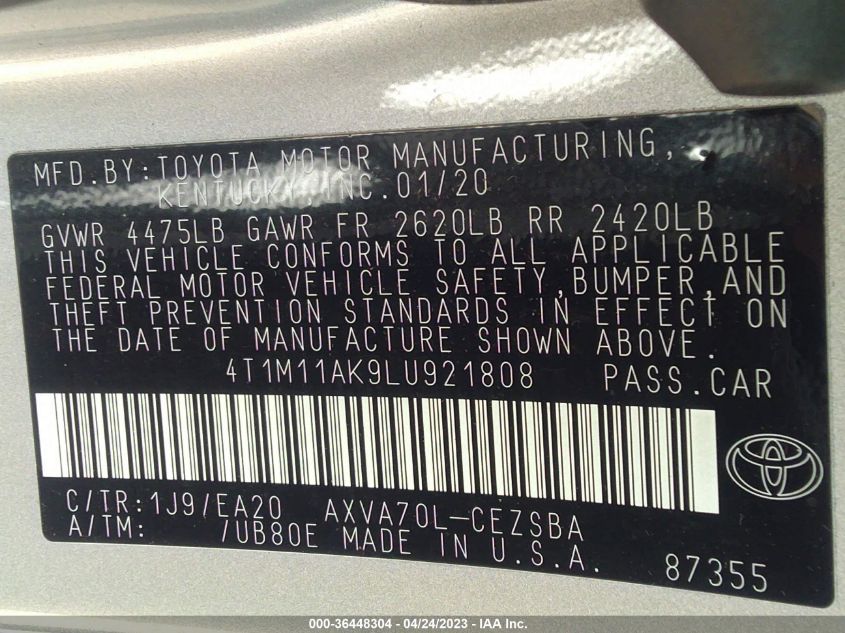 MFD.BY:TOYOTA MOTOR MANUFACTURING,
KENTUCKY, INC. 01/20
GVWR 4475LB GAWR FR 2620LB RR 2420LB
THIS VEHICLE CONFORMS TO ALL APPLICABLE
FEDERAL MOTOR VEHICLE SAFETY,BUMPER,AND
THEFT PREVENTION STANDARDS IN EFFECT ON
THE DATE OF MANUFACTURE SHOWN ABOVE.
4T1M11AK9LU921808 PASS.CAR
C/TR:1J9/EA20 AXVA70L-CEZSBA
A/TM: /UB80E MADE IN U.S.A.
87355
000-36448304 / 04/24/2023 - IAA Inc.